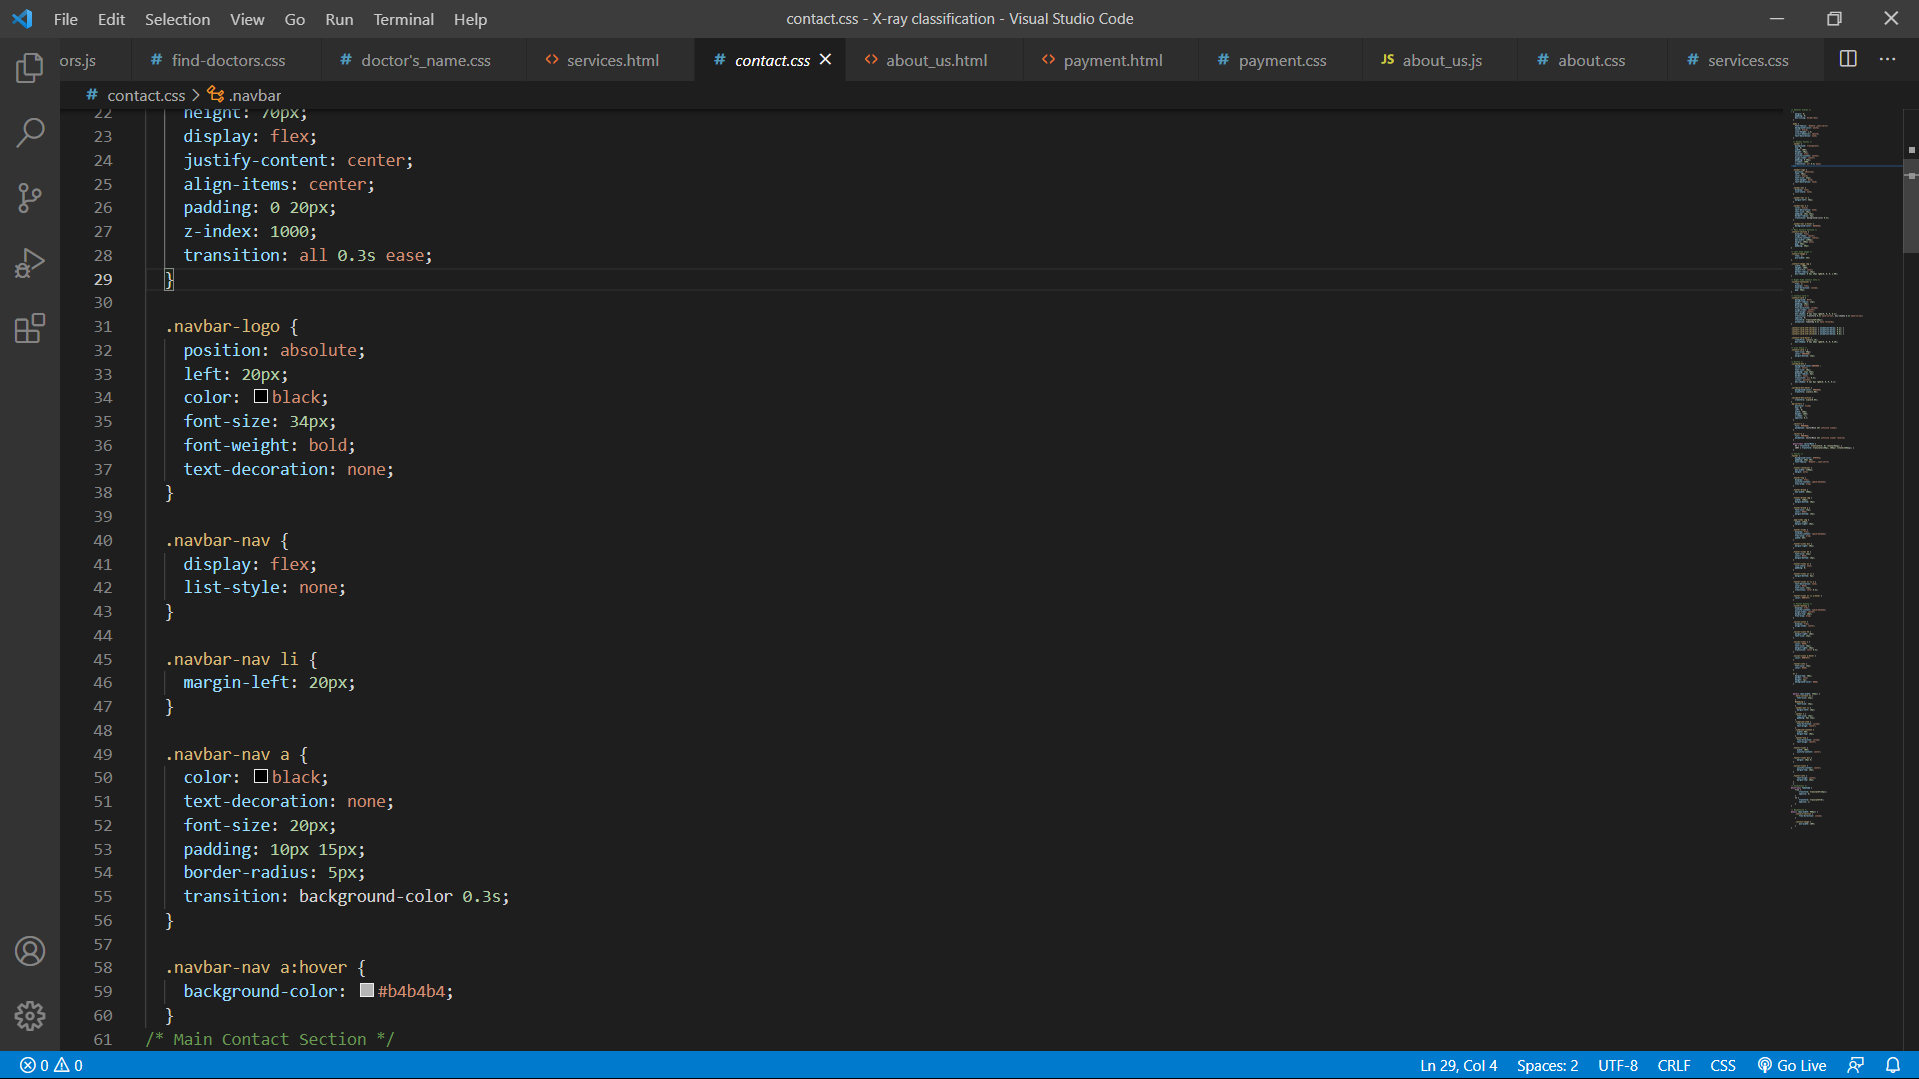 File Edit Selection View Go Run Terminal Help
contact.css - X-ray classification - Visual Studio Code
ors.js
# find-doctors.css
# doctor's_name.css
<> services.html
# contact.css
<> about_us.html
<> payment.html
# payment.css
JS about_us.js
# about.css
# services.css
# contact.css > .navbar
22 height: 70px;
23 display: flex;
24 justify-content: center;
25 align-items: center;
26 padding: 0 20px;
27 z-index: 1000;
28 transition: all 0.3s ease;
29 }
30
31 .navbar-logo {
32 position: absolute;
33 left: 20px;
34 color: black;
35 font-size: 34px;
36 font-weight: bold;
37 text-decoration: none;
38 }
39
40 .navbar-nav {
41 display: flex;
42 list-style: none;
43 }
44
45 .navbar-nav li {
46 margin-left: 20px;
47 }
48
49 .navbar-nav a {
50 color: black;
51 text-decoration: none;
52 font-size: 20px;
53 padding: 10px 15px;
54 border-radius: 5px;
55 transition: background-color 0.3s;
56 }
57
58 .navbar-nav a:hover {
59 background-color: #b4b4b4;
60 }
61 /* Main Contact Section */
0 0
Ln 29, Col 4 Spaces: 2 UTF-8 CRLF CSS Go Live